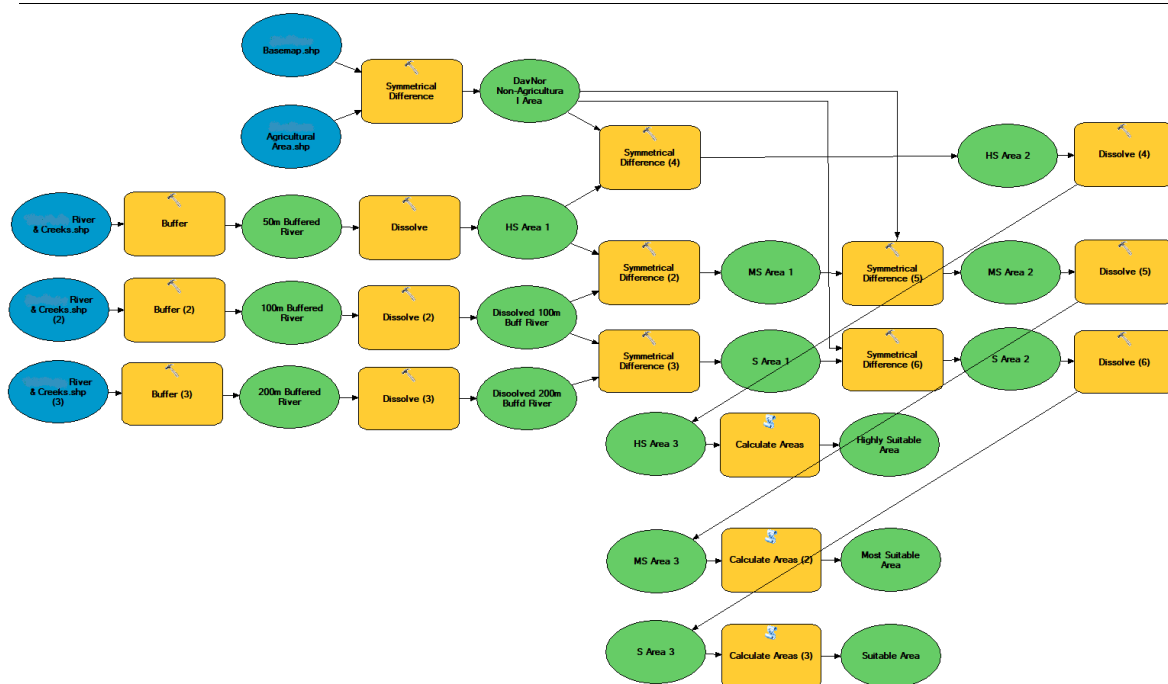 Basemap.shp
Symmetrical
Difference
DavNor
Non-Agricultura
l Area
Agricultural
Area.shp
Symmetrical
Difference (4)
HS Area 2
Dissolve (4)
River
& Creeks.shp
Buffer
50m Buffered
River
Dissolve
HS Area 1
Symmetrical
Difference (2)
MS Area 1
Symmetrical
Difference (5)
MS Area 2
Dissolve (5)
River
& Creeks.shp
(2)
Buffer (2)
100m Buffered
River
Dissolve (2)
Dissolved 100m
Buff River
Symmetrical
Difference (3)
S Area 1
Symmetrical
Difference (6)
S Area 2
Dissolve (6)
River
& Creeks.shp
(3)
Buffer (3)
200m Buffered
River
Dissolve (3)
Disoolved 200m
Buffd River
HS Area 3
Calculate Areas
Highly Suitable
Area
MS Area 3
Calculate Areas (2)
Most Suitable
Area
S Area 3
Calculate Areas (3)
Suitable Area